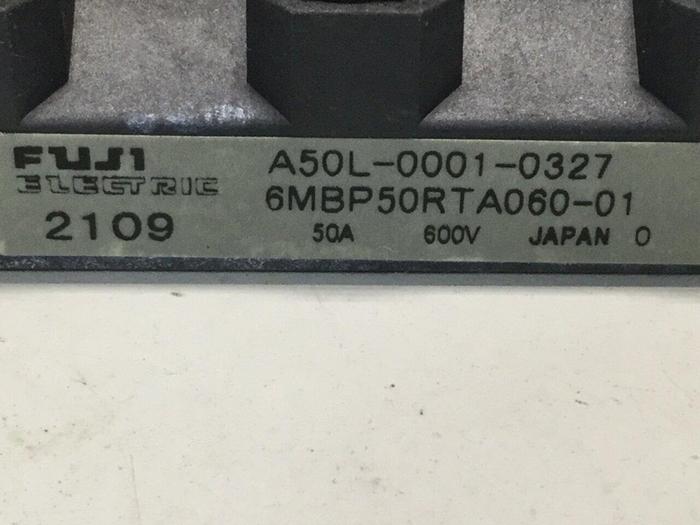 FUJI A50L-0001-0327
ELECTRIC 6MBP50RTA060-01
2109 50A 600V JAPAN O